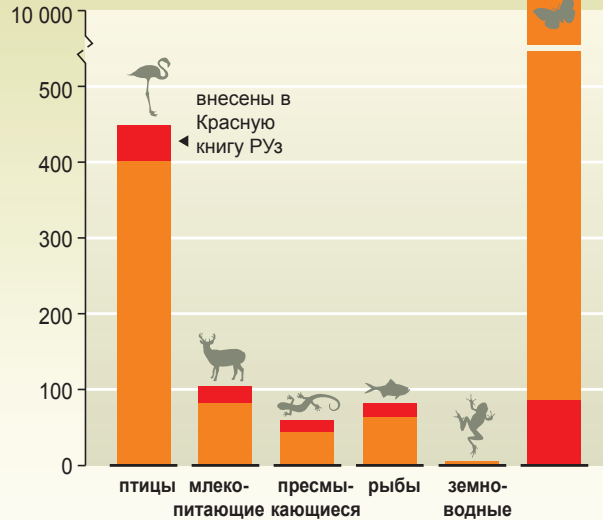 10 000
500
400
300
200
100
0
внесены в
Красную
книгу РУз
птицы
млеко-
питающие
пресмы-
кающиеся
рыбы
земно-
водные